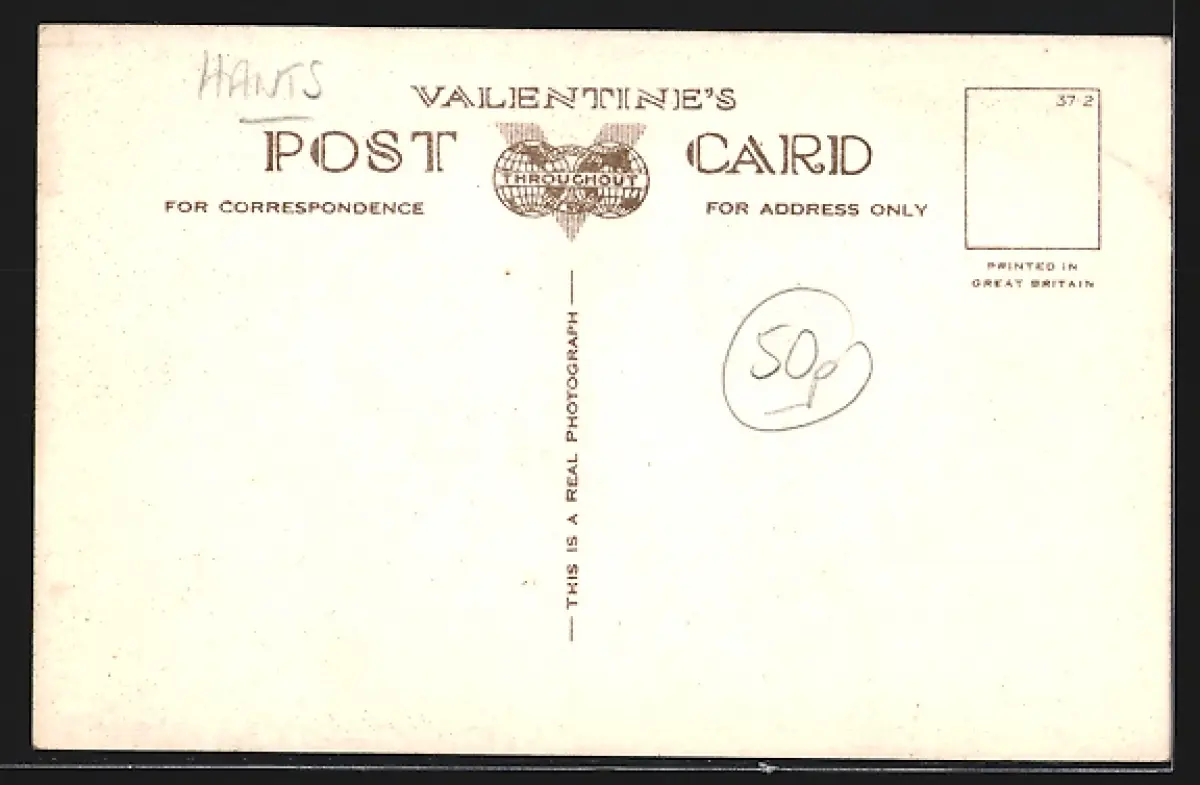 HANTS
VALENTINE'S
POST CARD
THROUGHOUT
FOR CORRESPONDENCE
FOR ADDRESS ONLY
37-2
PRINTED IN
GREAT BRITAIN
THIS IS A REAL PHOTOGRAPH
50p